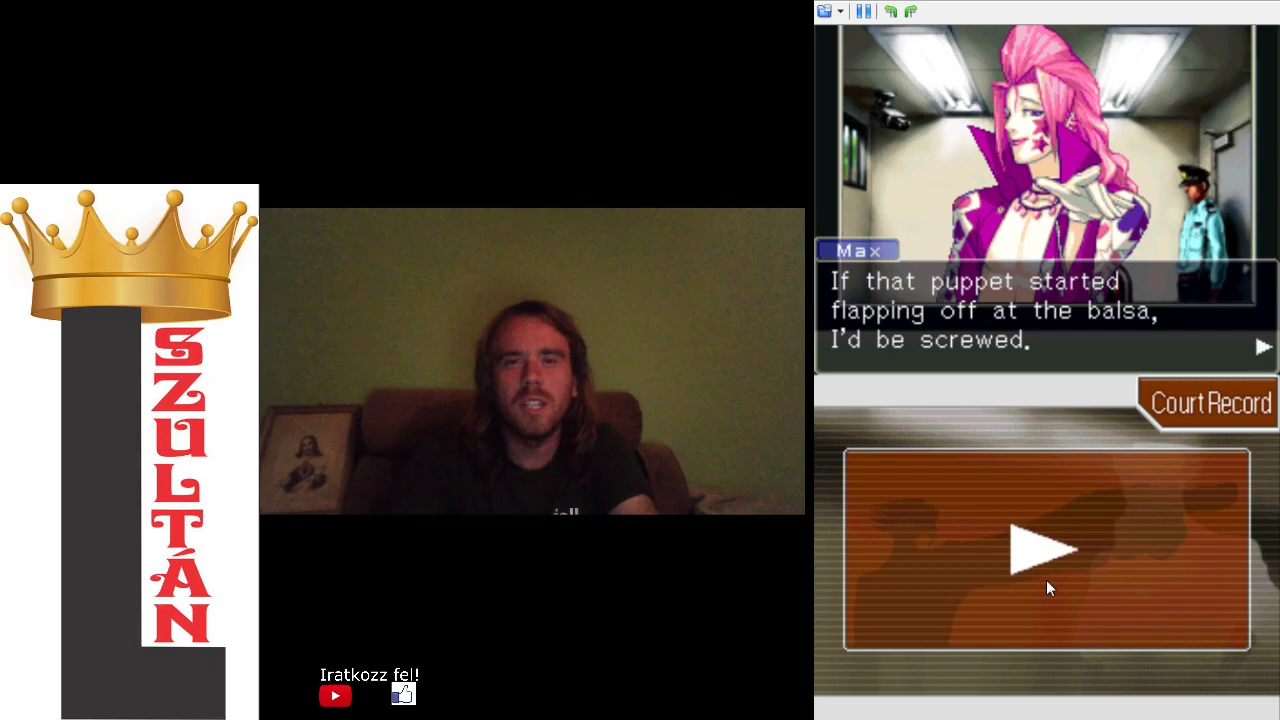 SZULTÁN
Iratkozz fel!
Max
If that puppet started
flapping off at the balsa,
I'd be screwed.
Court Record